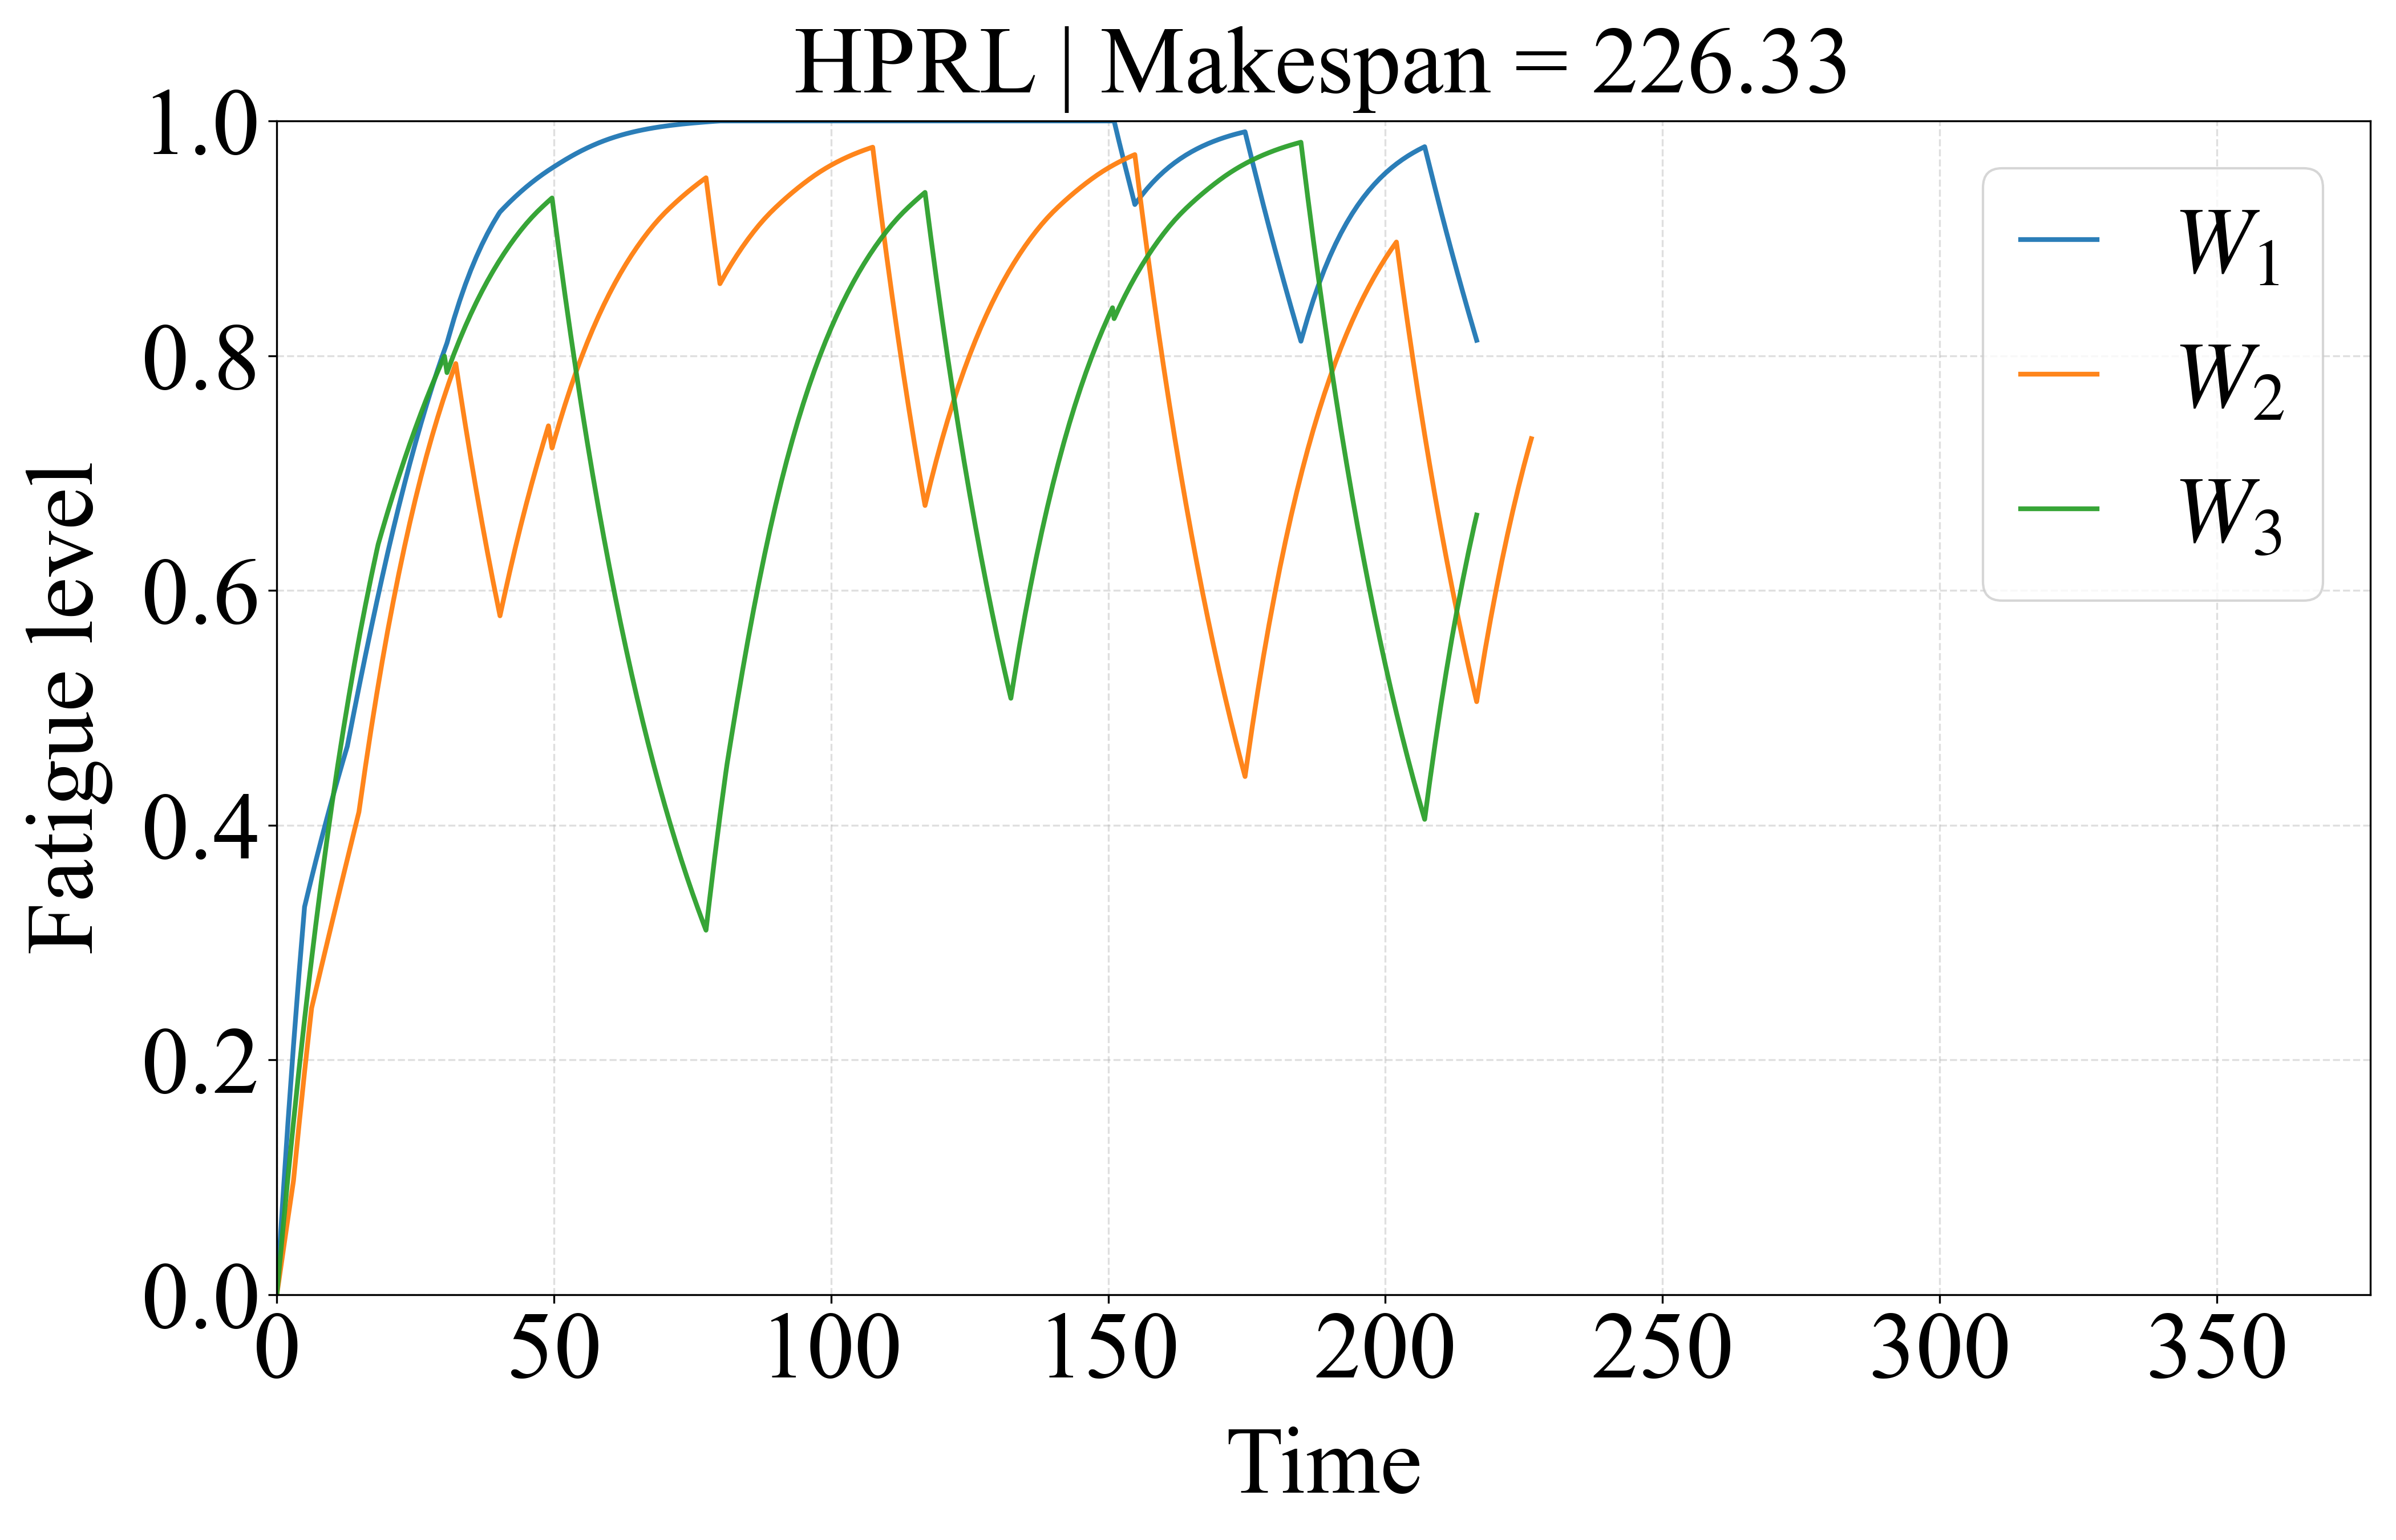 HPRL | Makespan = 226.33
Fatigue level
1.0
0.8
0.6
0.4
0.2
0.0
0 50 100 150 200 250 300 350
Time
W1
W2
W3